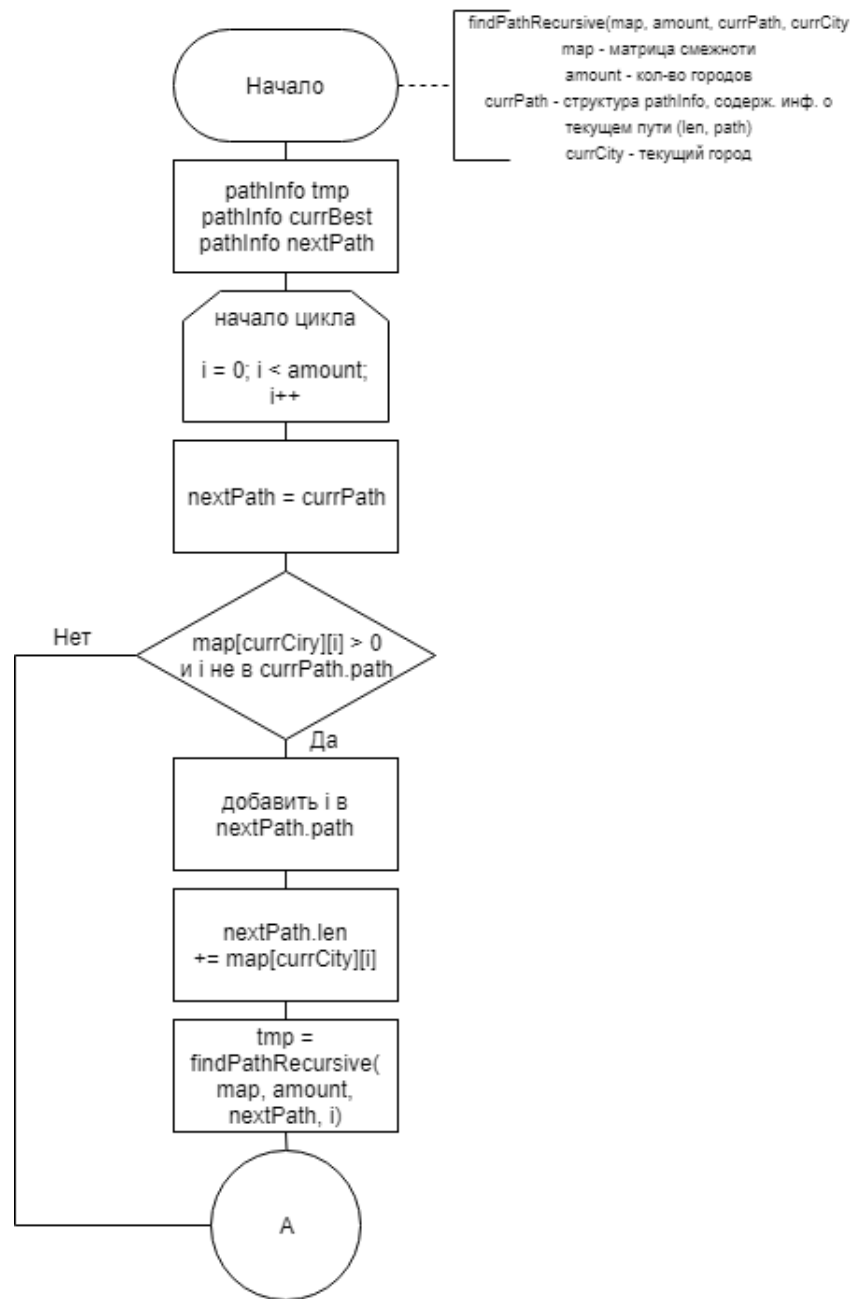 findPathRecursive(map, amount, currPath, currCity
map - матрица смежноти
amount - кол-во городов
currPath - структура pathInfo, содерж. инф. о
текущем пути (len, path)
currCity - текущий город
Начало
pathInfo tmp
pathInfo currBest
pathInfo nextPath
начало цикла
i = 0; i < amount;
i++
nextPath = currPath
Нет
map[currCiry][i] > 0
и i не в currPath.path
Да
добавить i в
nextPath.path
nextPath.len
+= map[currCity][i]
tmp =
findPathRecursive(
map, amount,
nextPath, i)
A